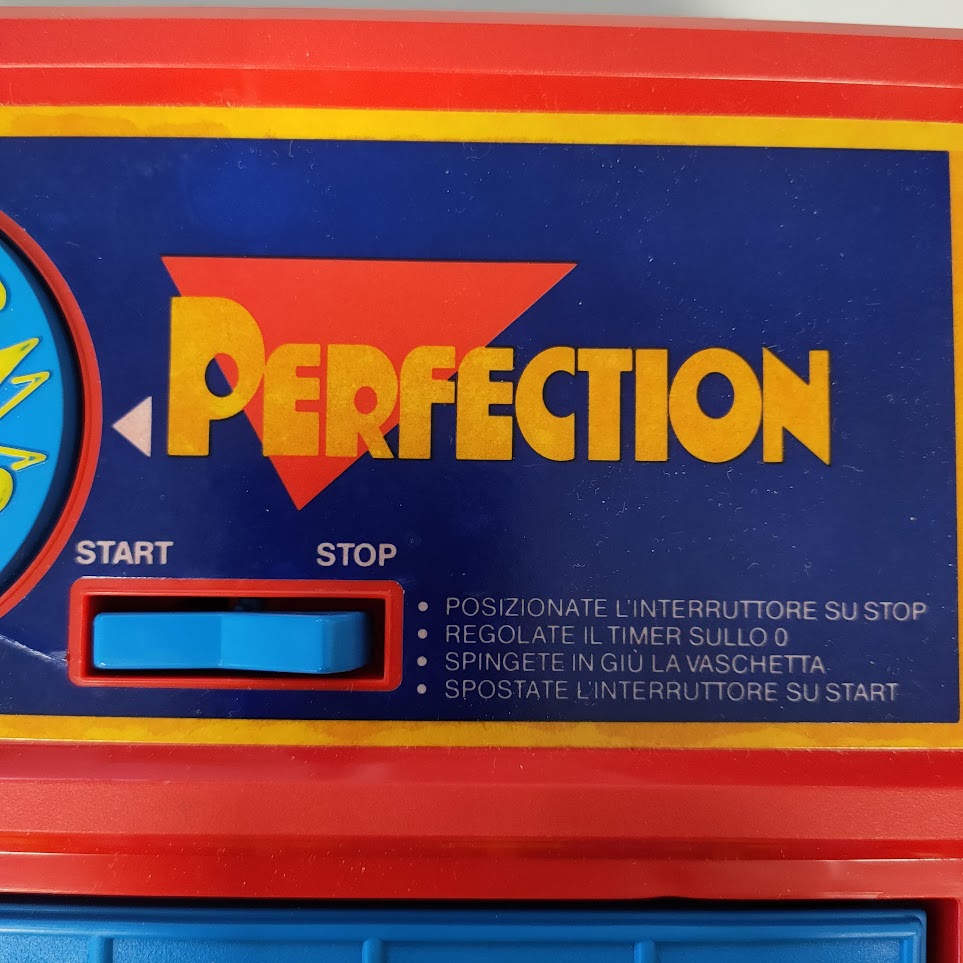 PERFECTION
START STOP
• POSIZIONATE L'INTERRUTTORE SU STOP
• REGOLATE IL TIMER SULLO 0
• SPINGETE IN GIÙ LA VASCHETTA
• SPOSTATE L'INTERRUTTORE SU START